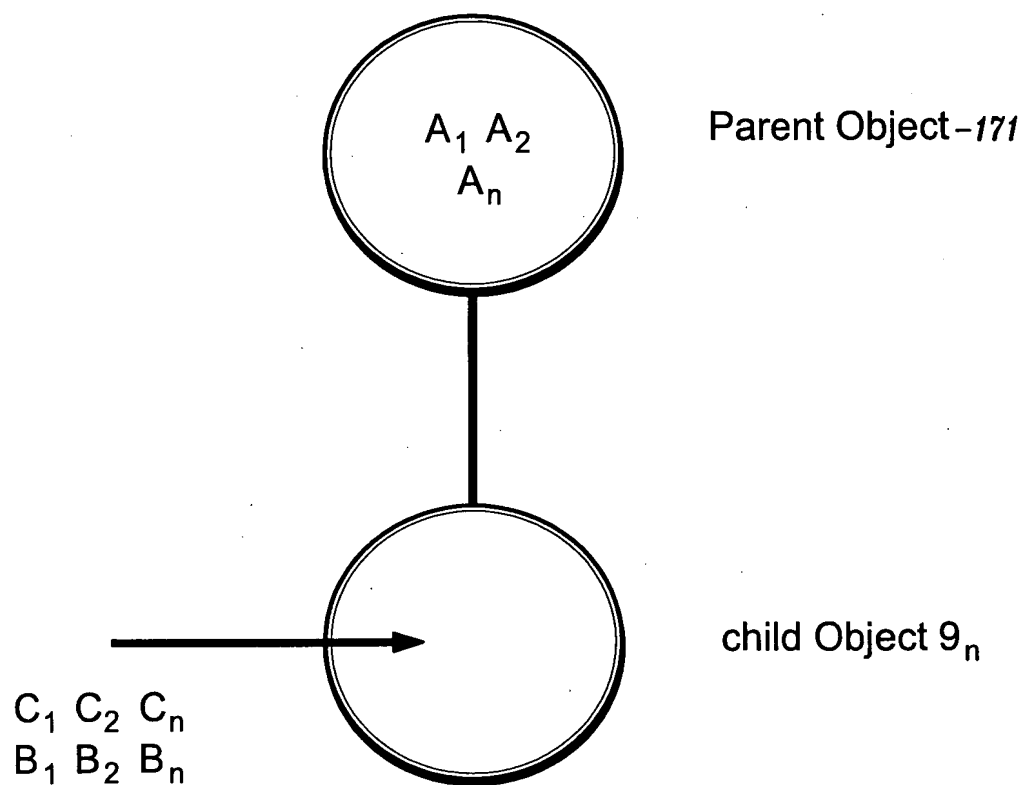 A₁ A₂
Aₙ
Parent Object-171
child Object 9ₙ
C₁ C₂ Cₙ
B₁ B₂ Bₙ